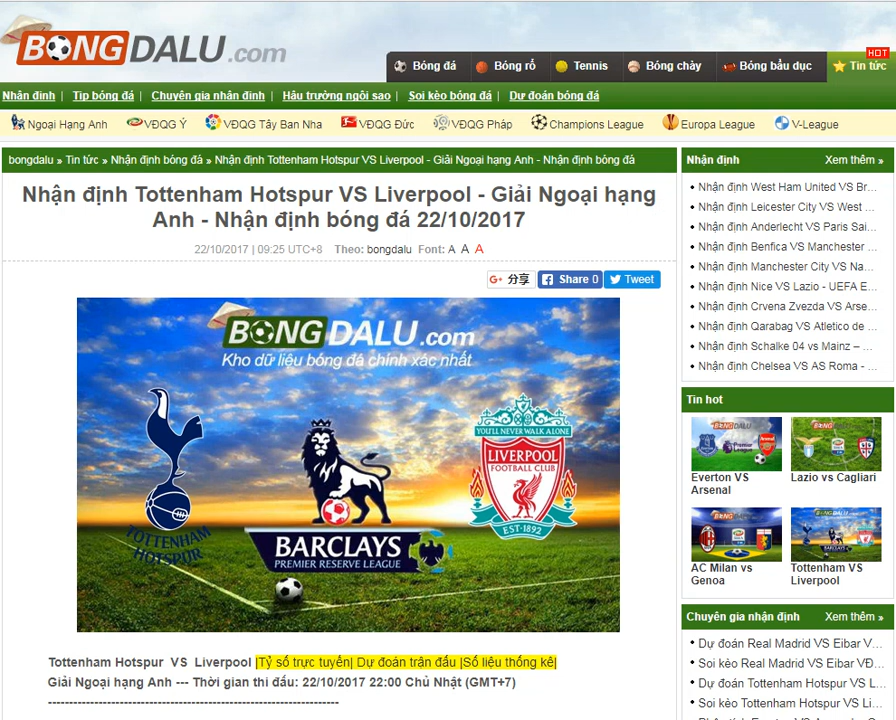 BONGDALU.com
Bóng đá Bóng rổ Tennis Bóng chày Bóng bầu dục Tin tức HOT
Nhận định | Tip bóng đá | Chuyên gia nhận định | Hậu trường ngôi sao | Soi kèo bóng đá | Dự đoán bóng đá
Ngoại Hạng Anh VĐQG Ý VĐQG Tây Ban Nha VĐQG Đức VĐQG Pháp Champions League Europa League V-League
bongdalu » Tin tức » Nhận định bóng đá » Nhận định Tottenham Hotspur VS Liverpool - Giải Ngoại hạng Anh - Nhận định bóng đá
Nhận định Tottenham Hotspur VS Liverpool - Giải Ngoại hạng
Anh - Nhận định bóng đá 22/10/2017
22/10/2017 | 09:25 UTC+8 Theo: bongdalu Font: A A A
G+ 分享 Share 0 Tweet
BONGDALU.com
Kho dữ liệu bóng đá chính xác nhất
YOU'LL NEVER WALK ALONE
LIVERPOOL
FOOTBALL CLUB
EST·1892
TOTTENHAM
HOTSPUR
BARCLAYS
PREMIER RESERVE LEAGUE
Tottenham Hotspur VS Liverpool |Tỷ số trực tuyến| Dự đoán trận đấu |Số liệu thống kê|
Giải Ngoại hạng Anh --- Thời gian thi đấu: 22/10/2017 22:00 Chủ Nhật (GMT+7)
----------------------------------------------------------------------
Nhận định Xem thêm »
Nhận định West Ham United VS Br...
Nhận định Leicester City VS West ...
Nhận định Anderlecht VS Paris Sai...
Nhận định Benfica VS Manchester ...
Nhận định Manchester City VS Na...
Nhận định Nice VS Lazio - UEFA E...
Nhận định Crvena Zvezda VS Arse...
Nhận định Qarabag VS Atletico de ...
Nhận định Schalke 04 vs Mainz – ...
Nhận định Chelsea VS AS Roma - ...
Tin hot
Everton VS
Arsenal
Lazio vs Cagliari
AC Milan vs
Genoa
Tottenham VS
Liverpool
Chuyên gia nhận định Xem thêm »
Dự đoán Real Madrid VS Eibar V...
Soi kèo Real Madrid VS Eibar VĐ...
Dự đoán Tottenham Hotspur VS L...
Soi kèo Tottenham Hotspur VS Li...